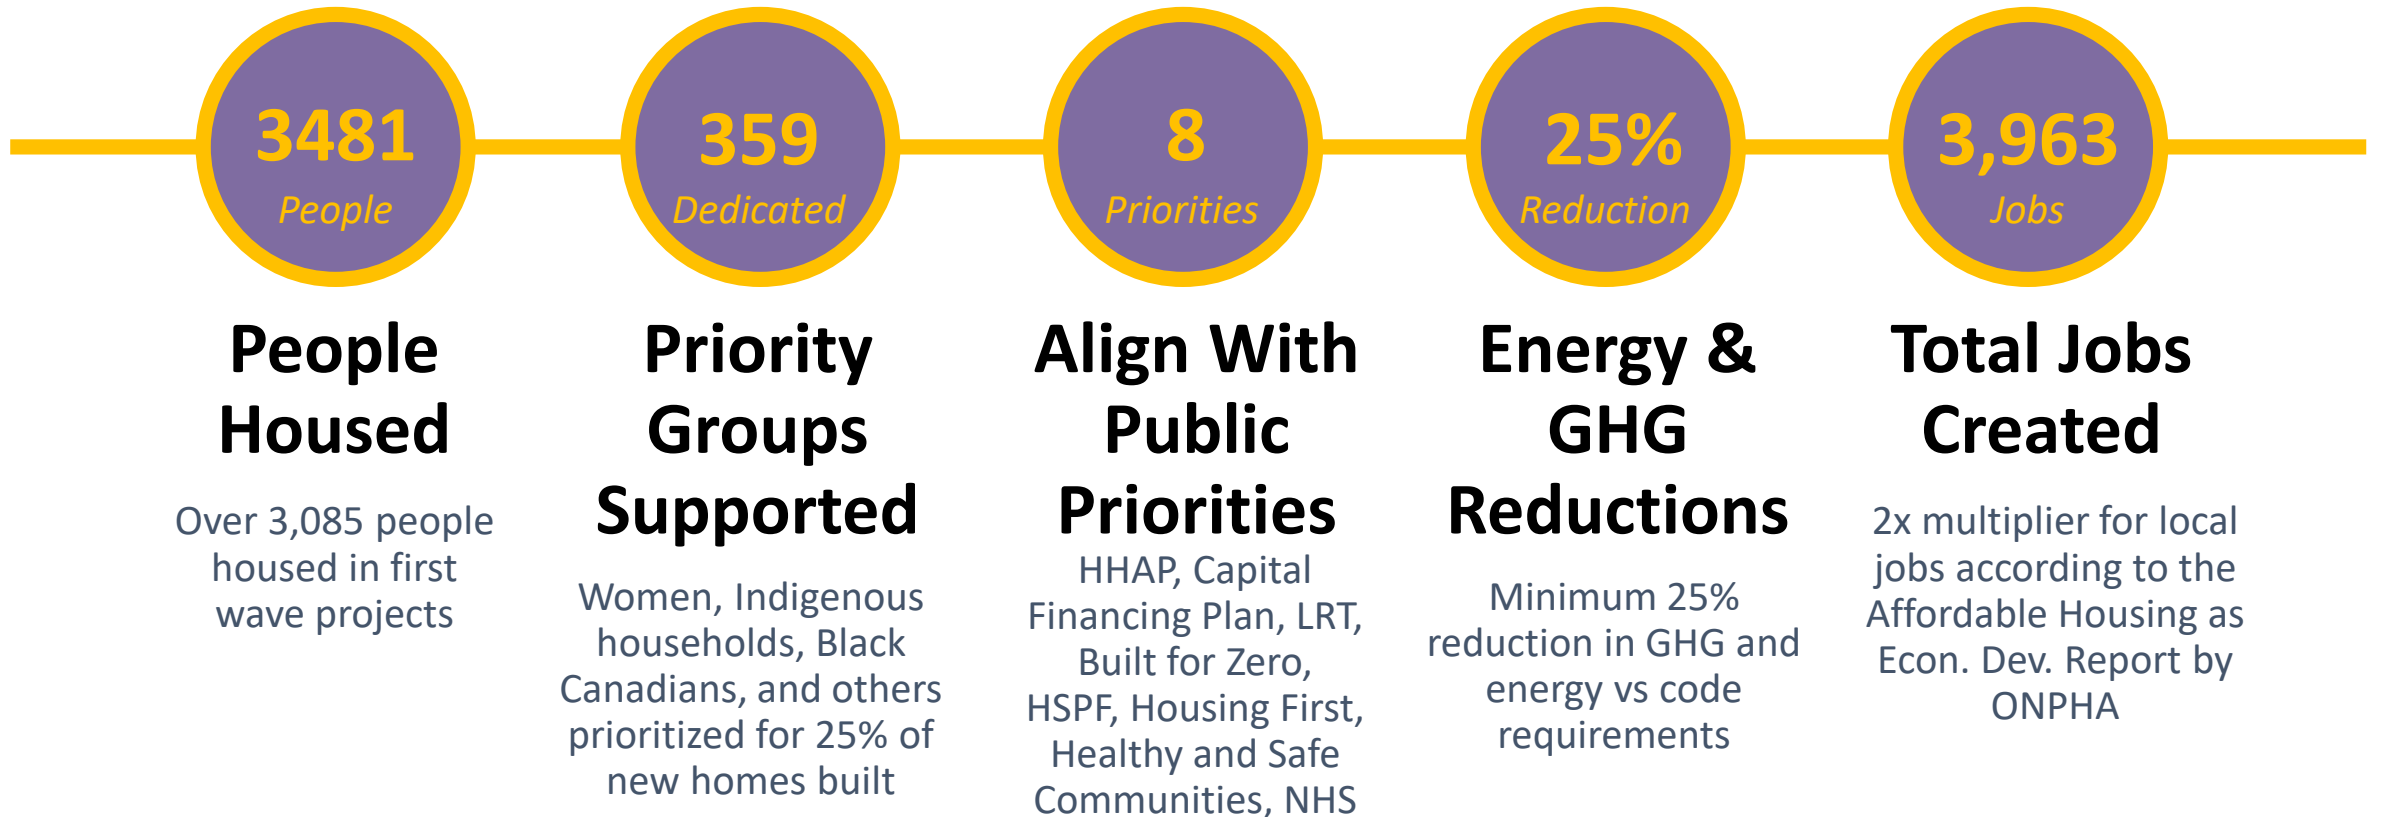 3481
People
People
Housed
Over 3,085 people
housed in first
wave projects
359
Dedicated
Priority
Groups
Supported
Women, Indigenous
households, Black
Canadians, and others
prioritized for 25% of
new homes built
8
Priorities
Align With
Public
Priorities
HHAP, Capital
Financing Plan, LRT,
Built for Zero,
HSPF, Housing First,
Healthy and Safe
Communities, NHS
25%
Reduction
Energy &
GHG
Reductions
Minimum 25%
reduction in GHG and
energy vs code
requirements
3,963
Jobs
Total Jobs
Created
2x multiplier for local
jobs according to the
Affordable Housing as
Econ. Dev. Report by
ONPHA